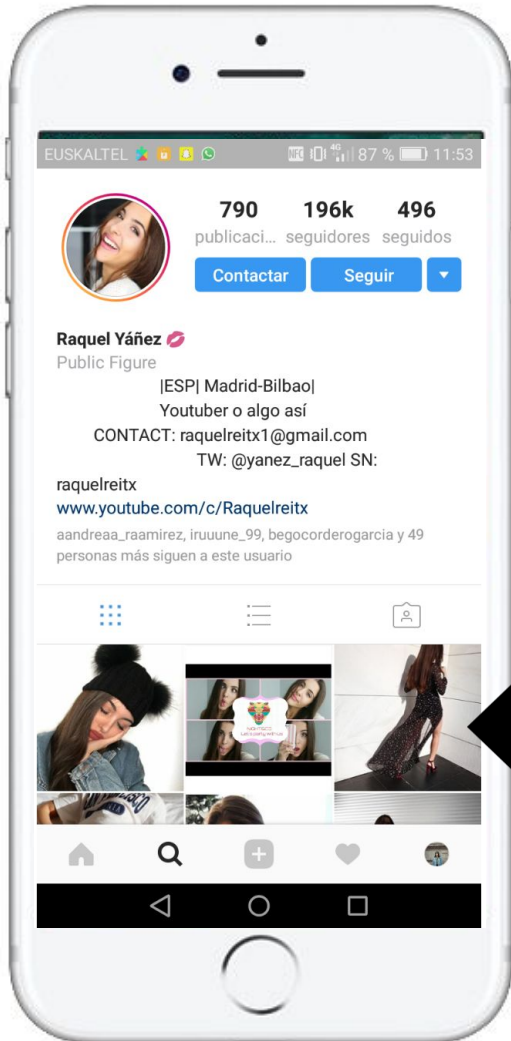 EUSKALTEL 4G 87 % 11:53
790 196k 496
publicaci... seguidores seguidos
Contactar Seguir
Raquel Yáñez
Public Figure
|ESP| Madrid-Bilbao|
Youtuber o algo así
CONTACT: raquelreitx1@gmail.com
TW: @yanez_raquel SN:
raquelreitx
www.youtube.com/c/Raquelreitx
aandreaa_raamirez, iruuune_99, begocorderogarcia y 49
personas más siguen a este usuario